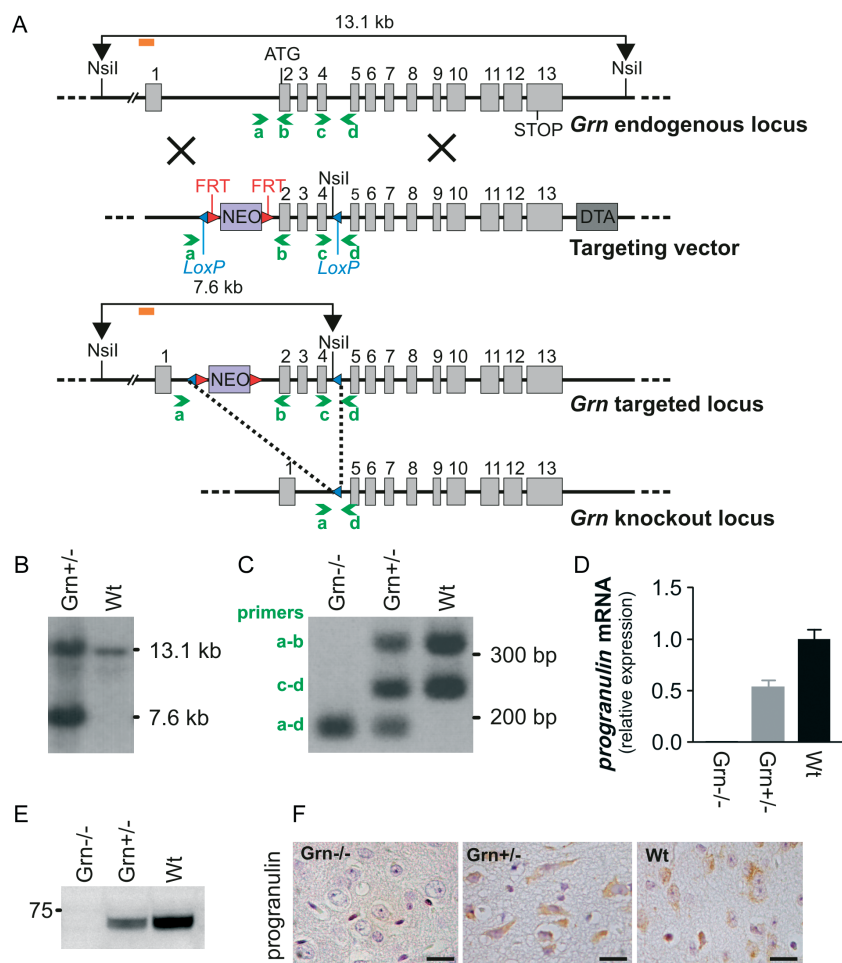 A
13.1 kb
NsiI
ATG
NsiI
1 2 3 4 5 6 7 8 9 10 11 12 13
STOP
a b c d
Grn endogenous locus
FRT FRT NsiI
2 3 4 5 6 7 8 9 10 11 12 13
NEO DTA
a b c d
LoxP LoxP
Targeting vector
7.6 kb
NsiI NsiI
1 2 3 4 5 6 7 8 9 10 11 12 13
NEO
a b c d
Grn targeted locus
1 5 6 7 8 9 10 11 12 13
a d
Grn knockout locus
B
Grn+/- Wt
13.1 kb
7.6 kb
C
Grn-/- Grn+/- Wt
primers
a-b
300 bp
c-d
200 bp
a-d
D
progranulin mRNA
(relative expression)
1.5
1.0
0.5
0.0
Grn-/- Grn+/- Wt
E
Grn-/- Grn+/- Wt
75
F
progranulin
Grn-/- Grn+/- Wt